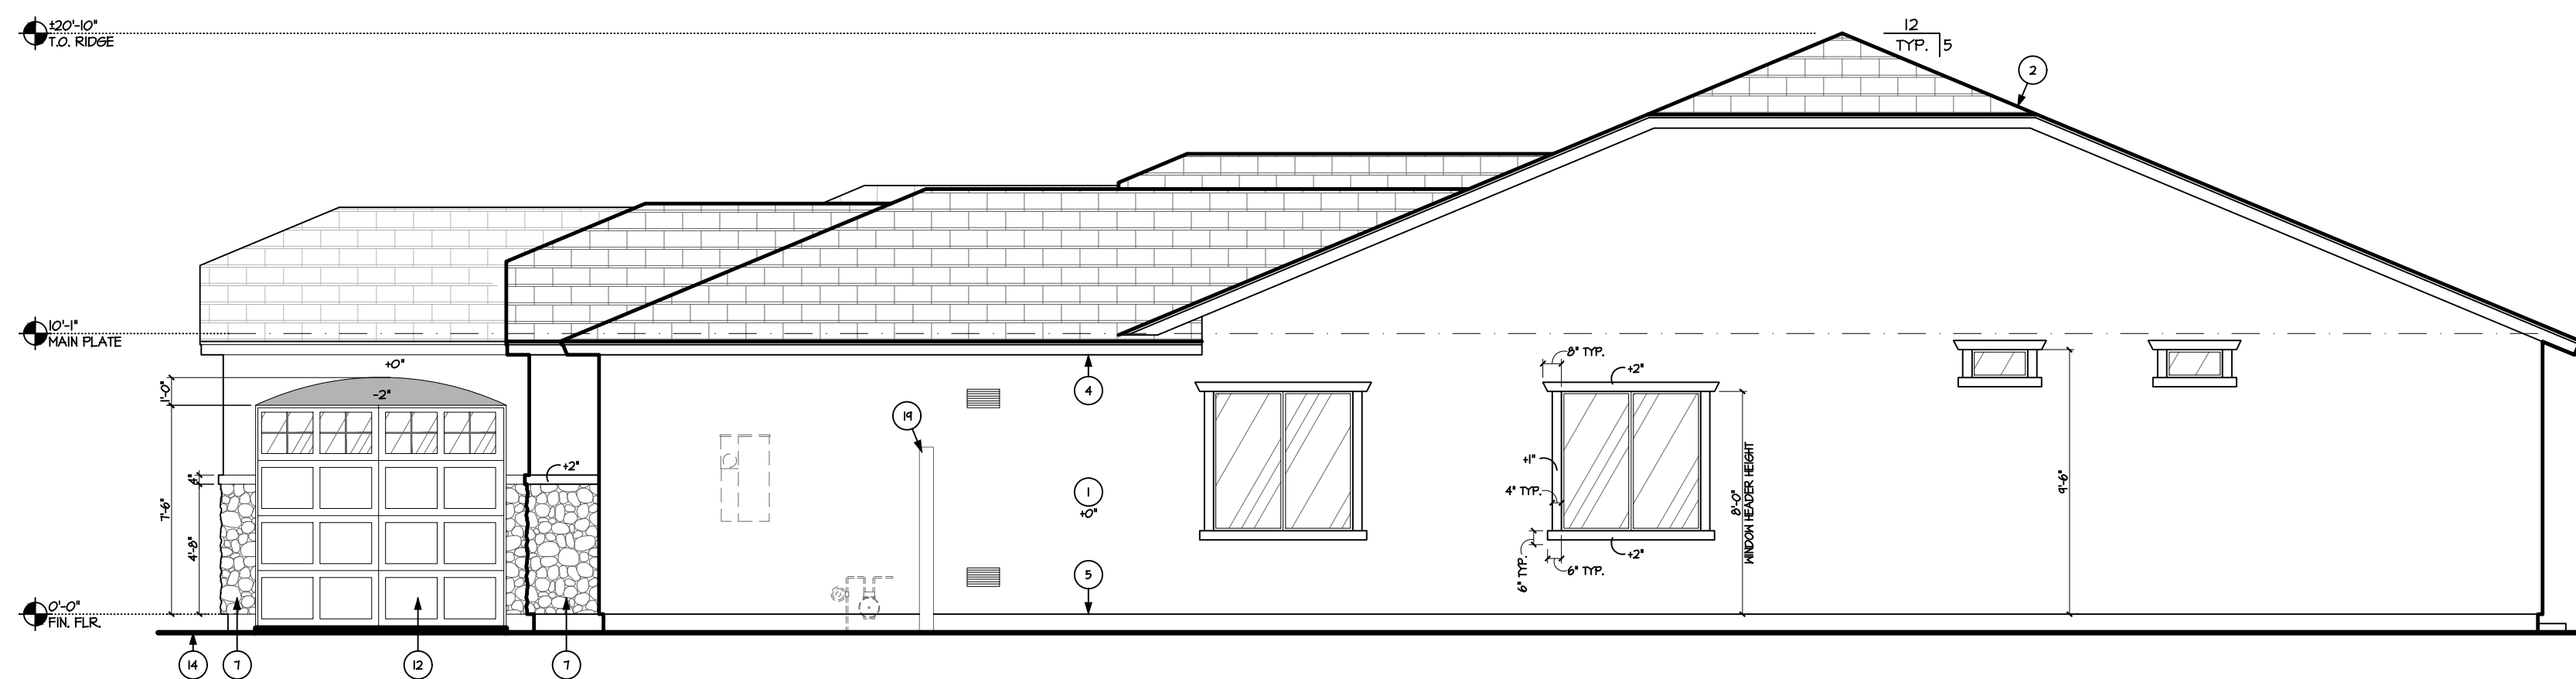 ±20'-10"
T.O. RIDGE
12
TYP. 5
2
10'-1"
MAIN PLATE
+0"
-2"
1'-0"
7'-6"
4"
4'-8"
+2"
19
4
1
+0"
5
8" TYP.
+2"
+1"
4" TYP.
6" TYP.
6" TYP.
+2"
8'-0"
WINDOW HEADER HEIGHT
9'-6"
0'-0"
FIN. FLR.
14
7
12
7